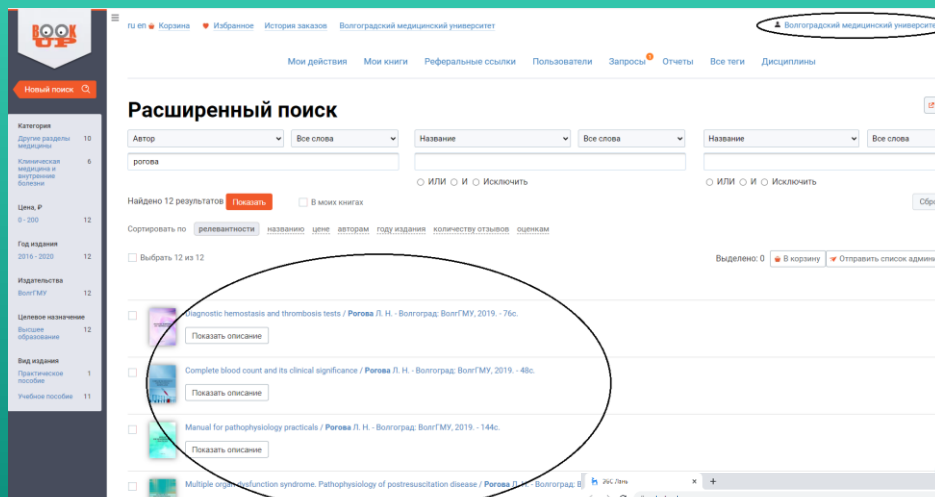 BOOK UP
ru en Корзина Избранное История заказов Волгоградский медицинский университет
Волгоградский медицинский университе
Мои действия Мои книги Реферальные ссылки Пользователи Запросы Отчеты Все теги Дисциплины
Новый поиск
Категория
Другие разделы медицины 10
Клиническая медицина и внутренние болезни 6
Цена, ₽
0 - 200 12
Год издания
2016 - 2020 12
Издательства
ВолгГМУ 12
Целевое назначение
Высшее образование 12
Вид издания
Практическое пособие 1
Учебное пособие 11
Расширенный поиск
Автор Все слова Название Все слова Название Все слова
рогова
ИЛИ И Исключить ИЛИ И Исключить
Найдено 12 результатов Показать В моих книгах Сбр
Сортировать по релевантности названию цене авторам году издания количеству отзывов оценкам
Выбрать 12 из 12 Выделено: 0 В корзину Отправить список админи
Diagnostic hemostasis and thrombosis tests / Рогова Л. Н. - Волгоград: ВолгГМУ, 2019. - 76с.
Показать описание
Complete blood count and its clinical significance / Рогова Л. Н. - Волгоград: ВолгГМУ, 2019. - 48с.
Показать описание
Manual for pathophysiology practicals / Рогова Л. Н. - Волгоград: ВолгГМУ, 2019. - 144с.
Показать описание
Multiple organ dysfunction syndrome. Pathophysiology of postresuscitation disease / Рогова Л. Н. - Волгоград: В
ЭБС Лань